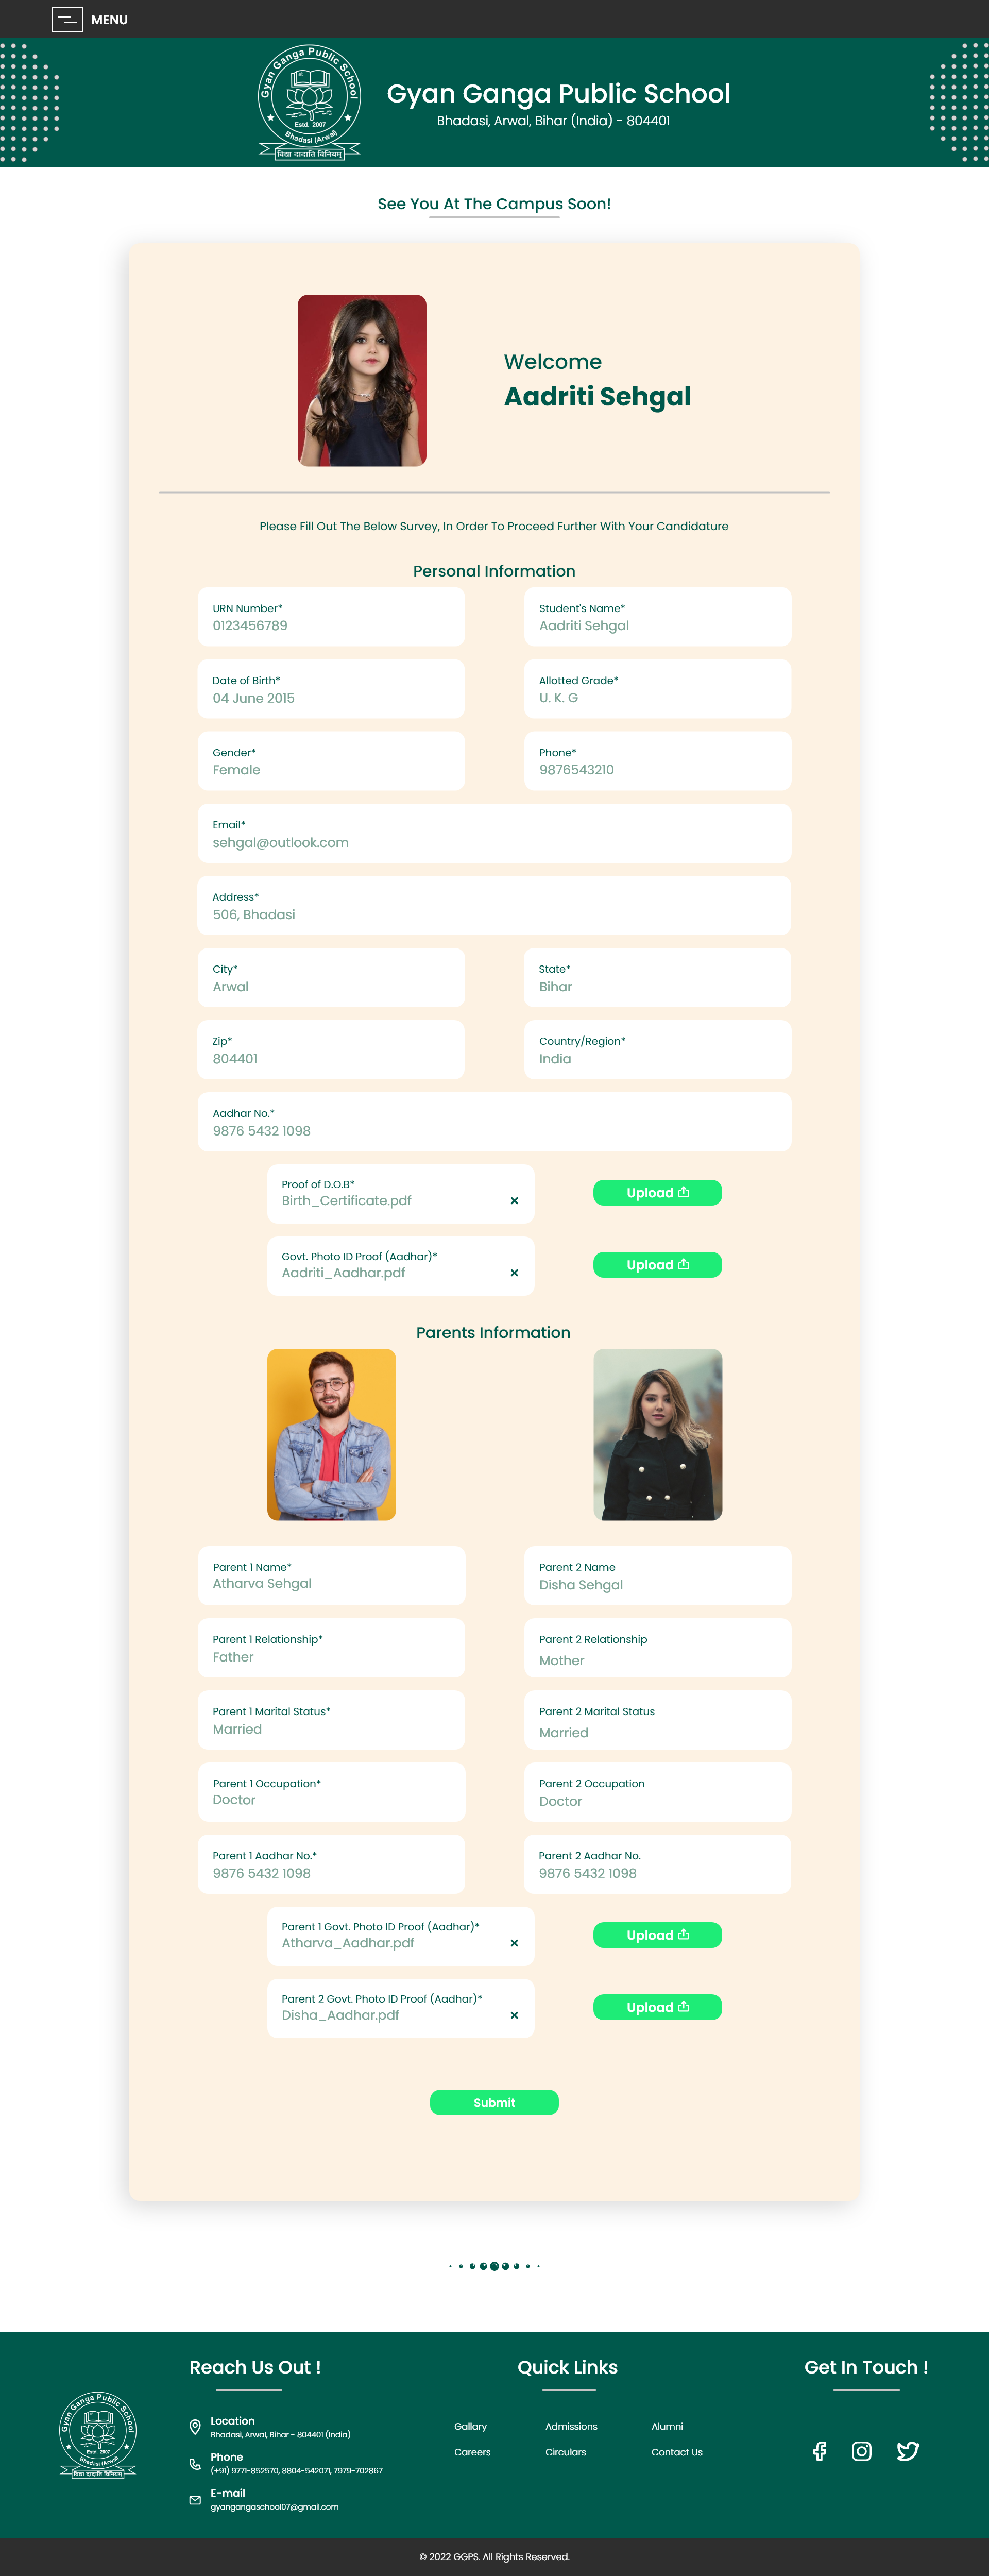 MENU
Gyan Ganga Public School
Estd. 2007
Bhadasi (Arwal)
विद्या ददाति विनियम्
Gyan Ganga Public School
Bhadasi, Arwal, Bihar (India) - 804401
See You At The Campus Soon!
Welcome
Aadriti Sehgal
Please Fill Out The Below Survey, In Order To Proceed Further With Your Candidature
Personal Information
URN Number*
0123456789
Student's Name*
Aadriti Sehgal
Date of Birth*
04 June 2015
Allotted Grade*
U. K. G
Gender*
Female
Phone*
9876543210
Email*
sehgal@outlook.com
Address*
506, Bhadasi
City*
Arwal
State*
Bihar
Zip*
804401
Country/Region*
India
Aadhar No.*
9876 5432 1098
Proof of D.O.B*
Birth_Certificate.pdf
Upload
Govt. Photo ID Proof (Aadhar)*
Aadriti_Aadhar.pdf
Upload
Parents Information
Parent 1 Name*
Atharva Sehgal
Parent 2 Name
Disha Sehgal
Parent 1 Relationship*
Father
Parent 2 Relationship
Mother
Parent 1 Marital Status*
Married
Parent 2 Marital Status
Married
Parent 1 Occupation*
Doctor
Parent 2 Occupation
Doctor
Parent 1 Aadhar No.*
9876 5432 1098
Parent 2 Aadhar No.
9876 5432 1098
Parent 1 Govt. Photo ID Proof (Aadhar)*
Atharva_Aadhar.pdf
Upload
Parent 2 Govt. Photo ID Proof (Aadhar)*
Disha_Aadhar.pdf
Upload
Submit
Gyan Ganga Public School
Estd. 2007
Bhadasi (Arwal)
Reach Us Out !
Location
Bhadasi, Arwal, Bihar - 804401 (India)
Phone
(+91) 9771-852570, 8804-542071, 7979-702867
E-mail
gyangangaschool07@gmail.com
Quick Links
Gallary
Admissions
Alumni
Careers
Circulars
Contact Us
Get In Touch !
© 2022 GGPS. All Rights Reserved.